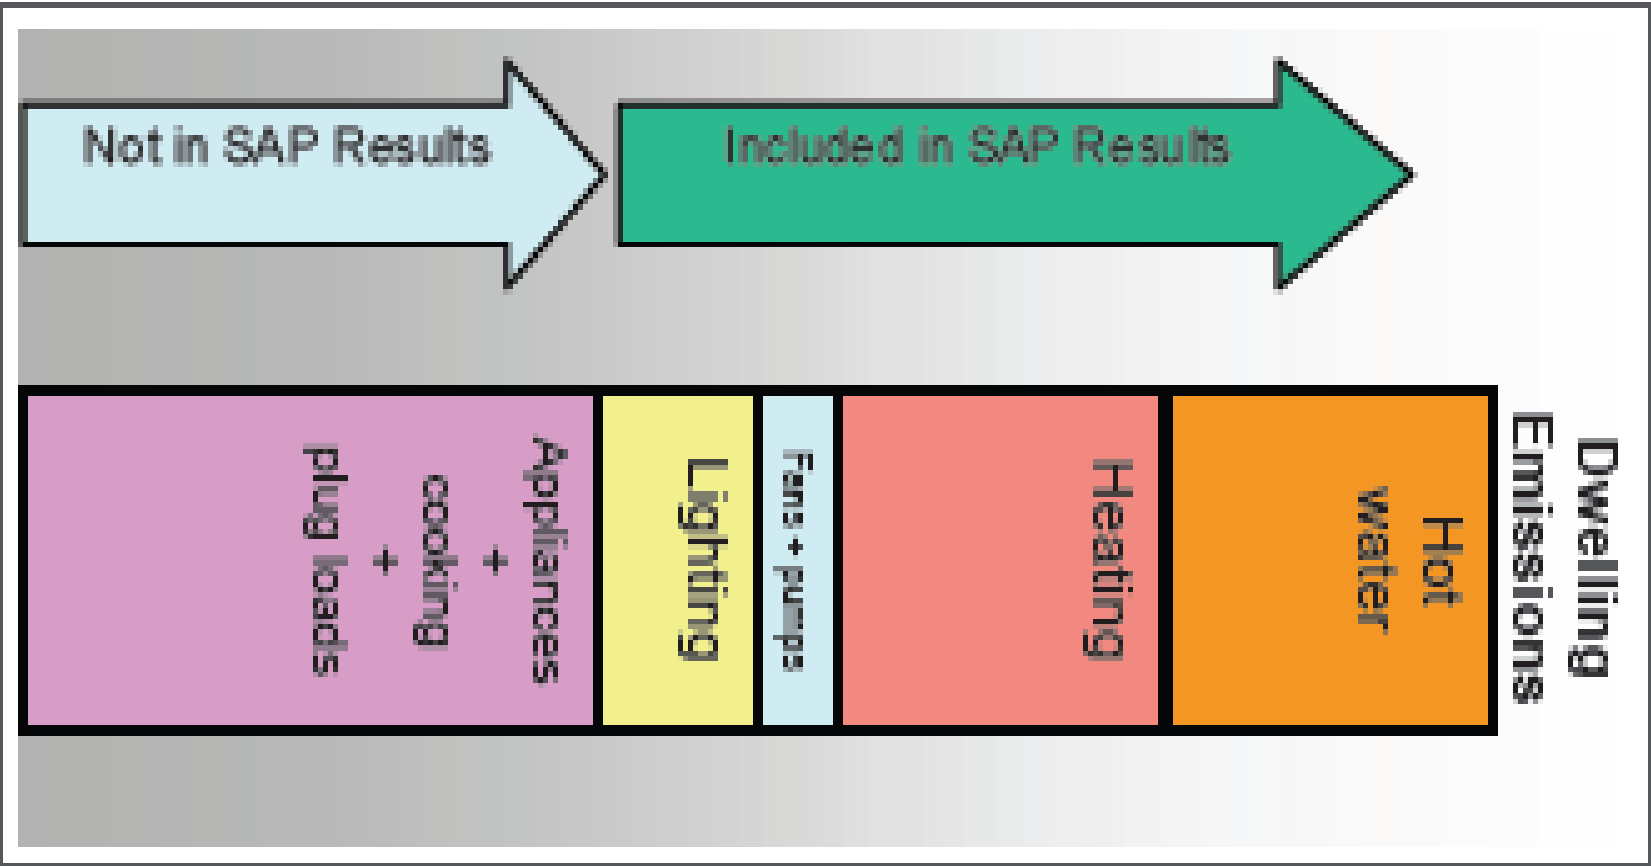 Not in SAP Results
Included in SAP Results
Dwelling
Emissions
Hot
water
Heating
Fans + pumps
Lighting
Appliances
+
cooking
+
plug loads